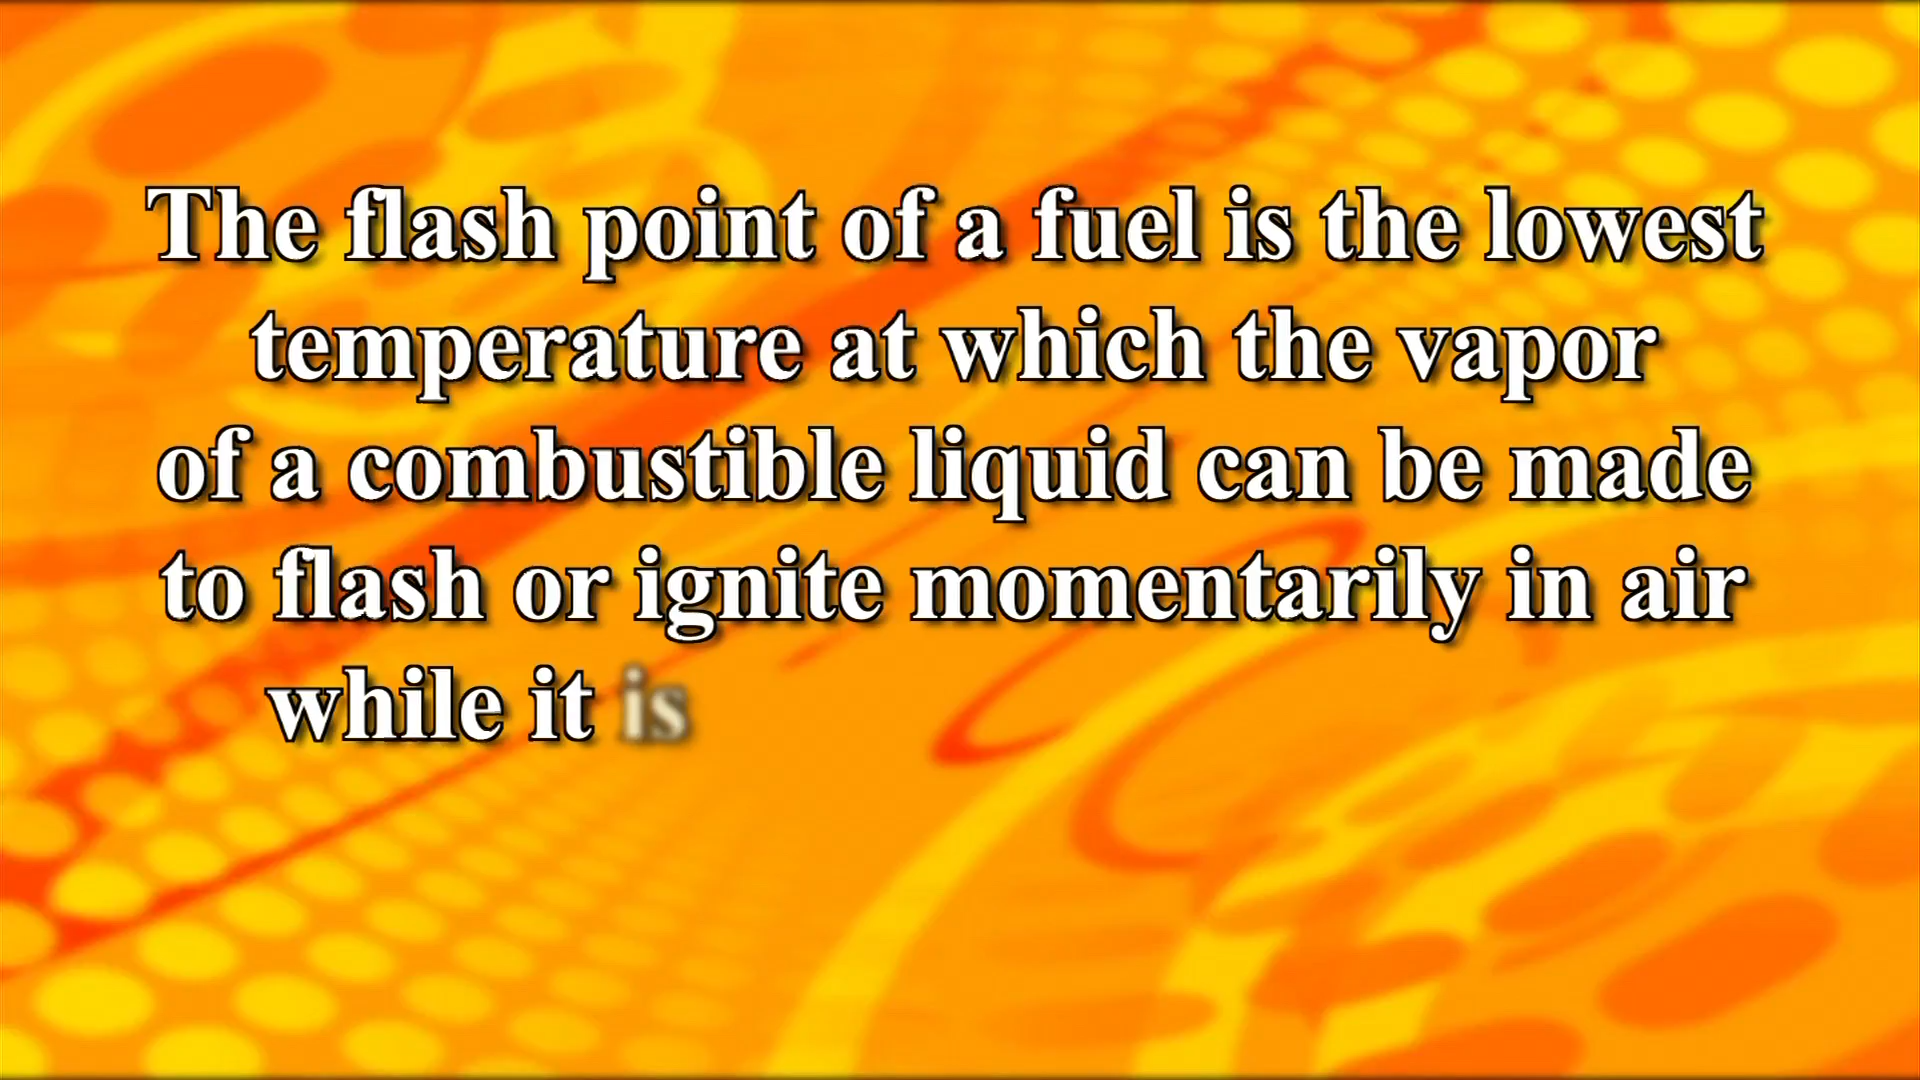 The flash point of a fuel is the lowest
temperature at which the vapor
of a combustible liquid can be made
to flash or ignite momentarily in air
while it is